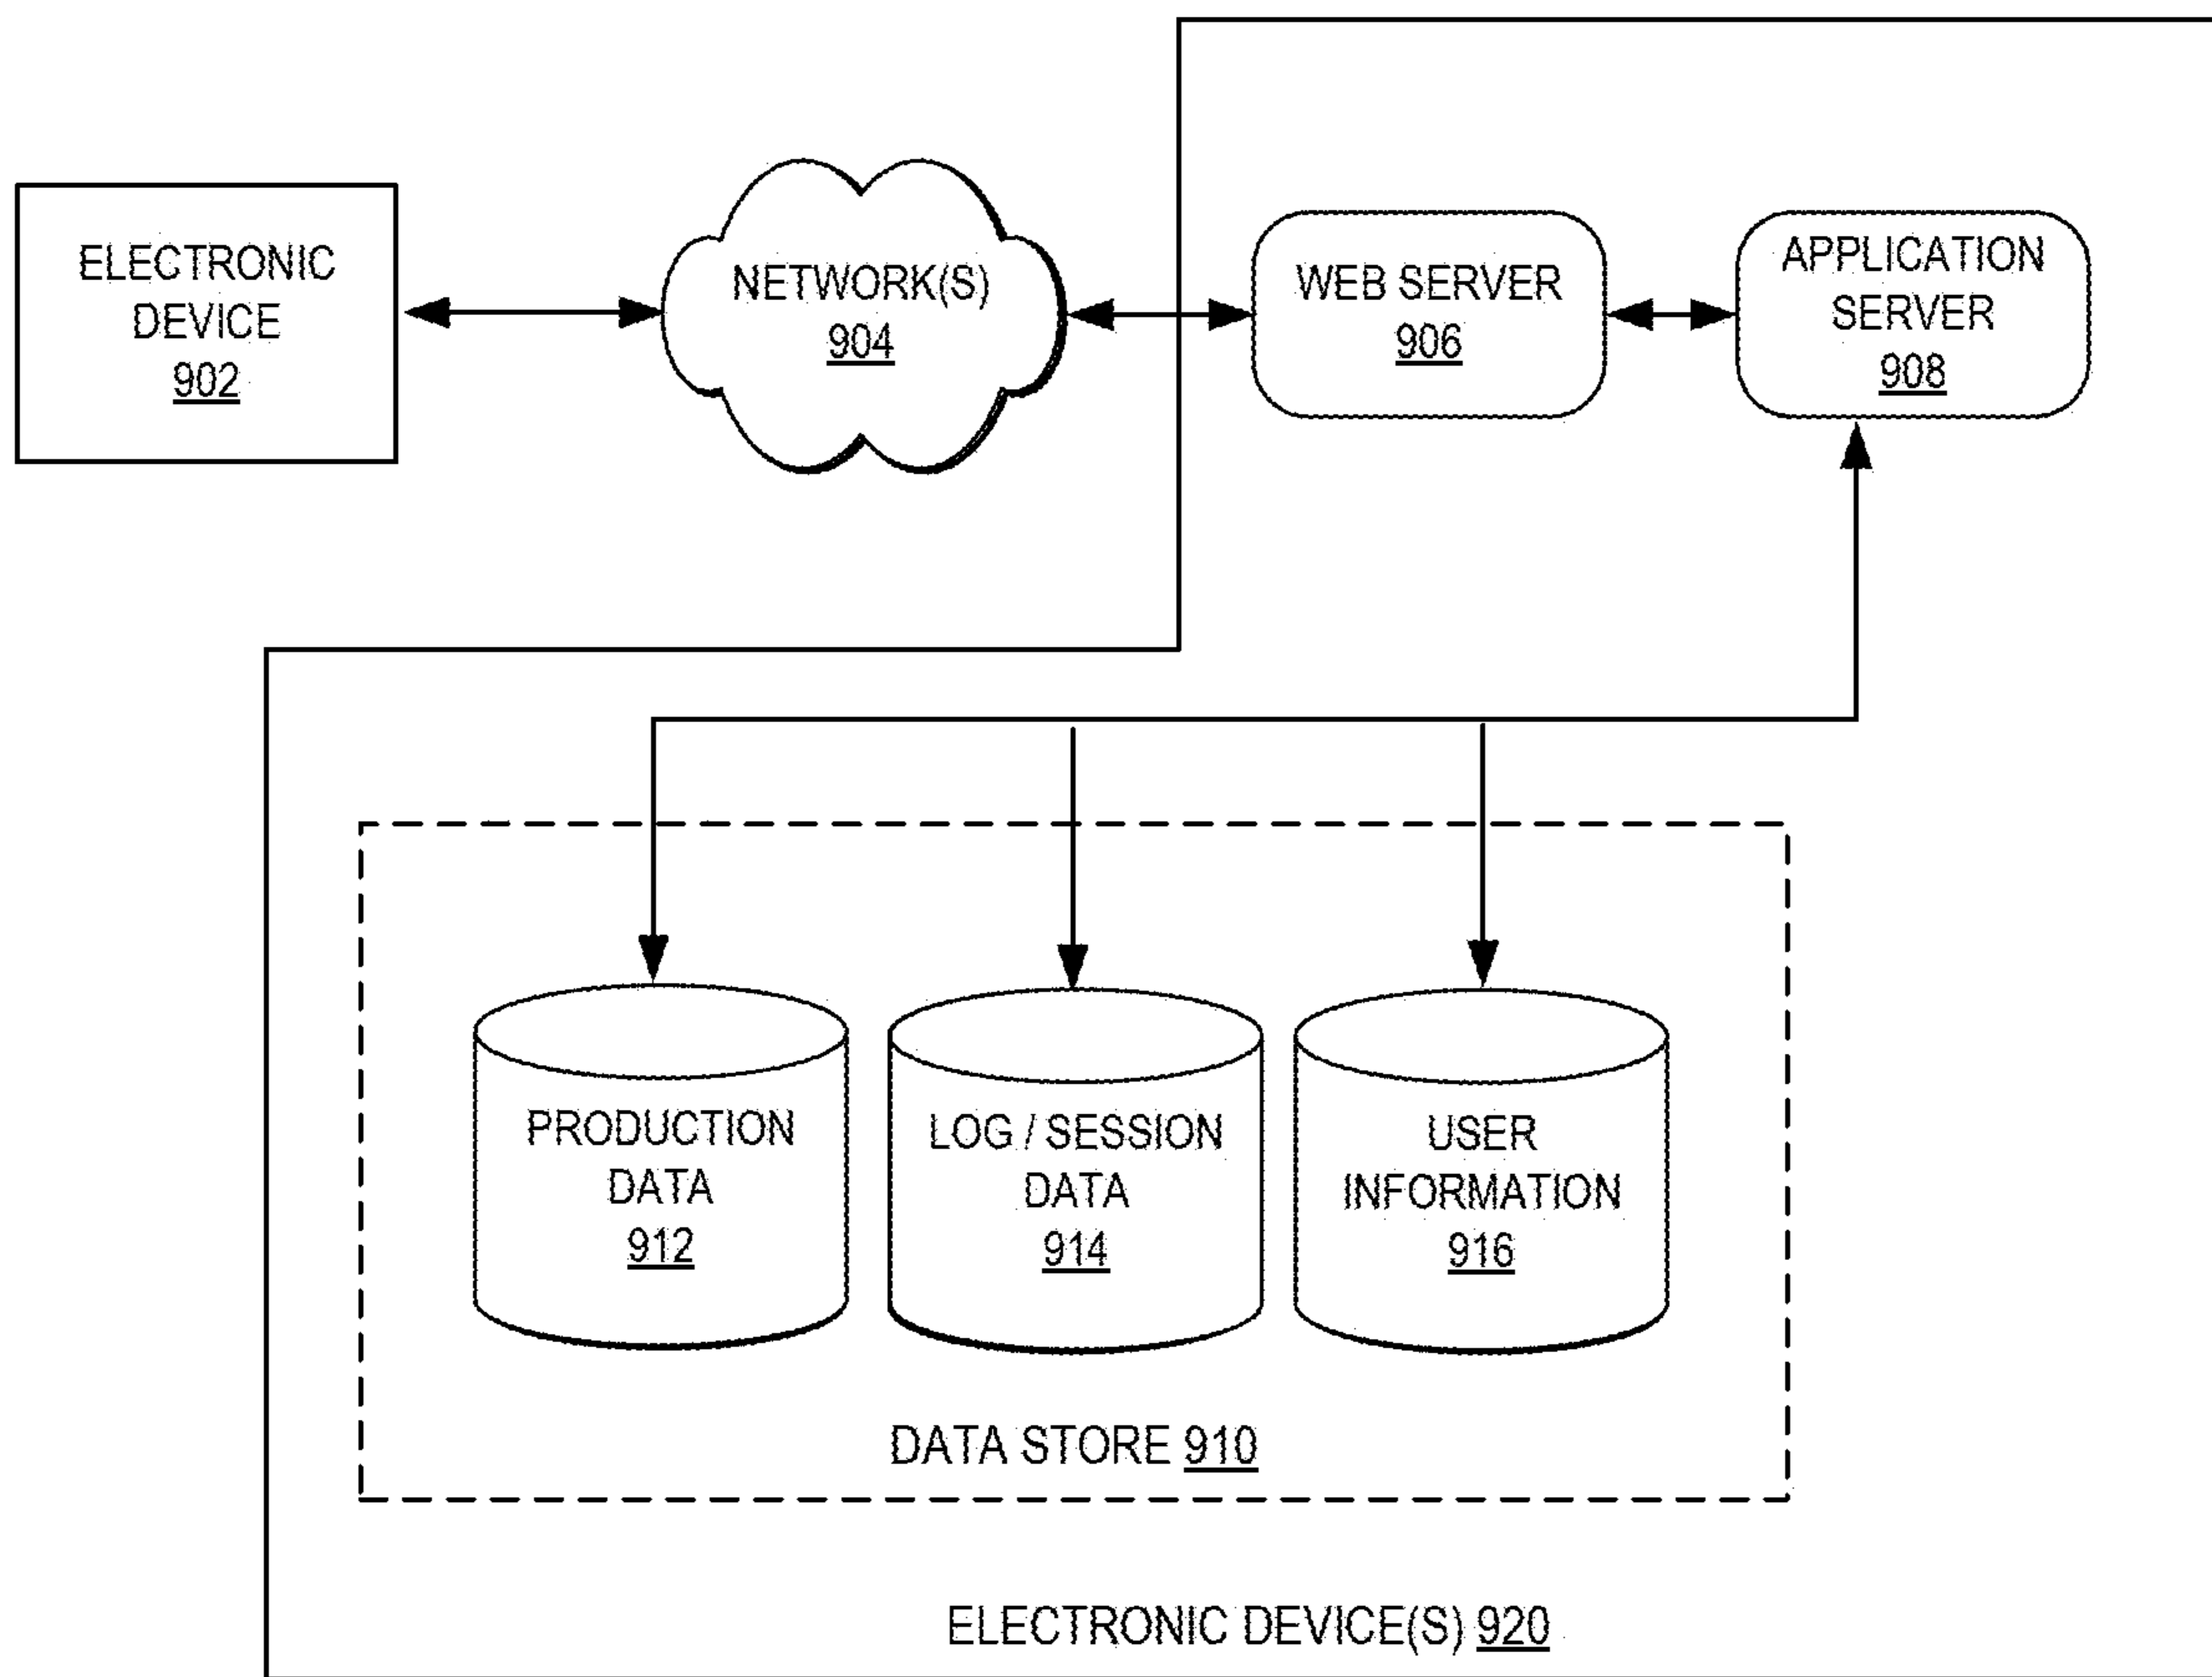 ELECTRONIC
DEVICE
902
NETWORK(S)
904
WEB SERVER
906
APPLICATION
SERVER
908
PRODUCTION
DATA
912
LOG / SESSION
DATA
914
USER
INFORMATION
916
DATA STORE 910
ELECTRONIC DEVICE(S) 920